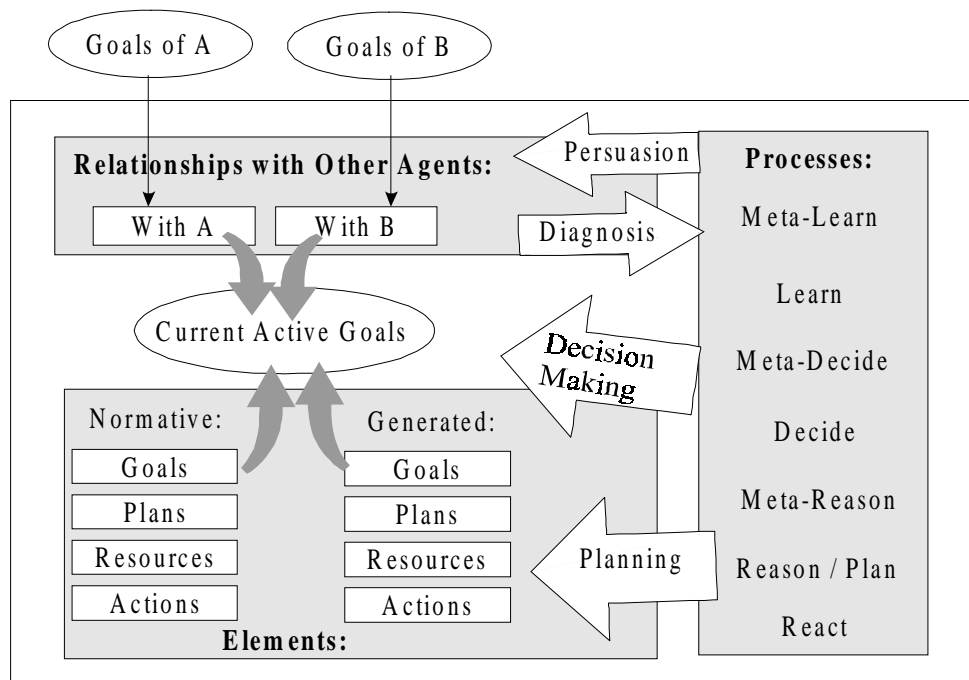 Goals of A
Goals of B
Relationships with Other Agents:
With A
With B
Persuasion
Diagnosis
Current Active Goals
Decision
Making
Normative:
Goals
Plans
Resources
Actions
Generated:
Goals
Plans
Resources
Actions
Elements:
Planning
Processes:
Meta-Learn
Learn
Meta-Decide
Decide
Meta-Reason
Reason / Plan
React